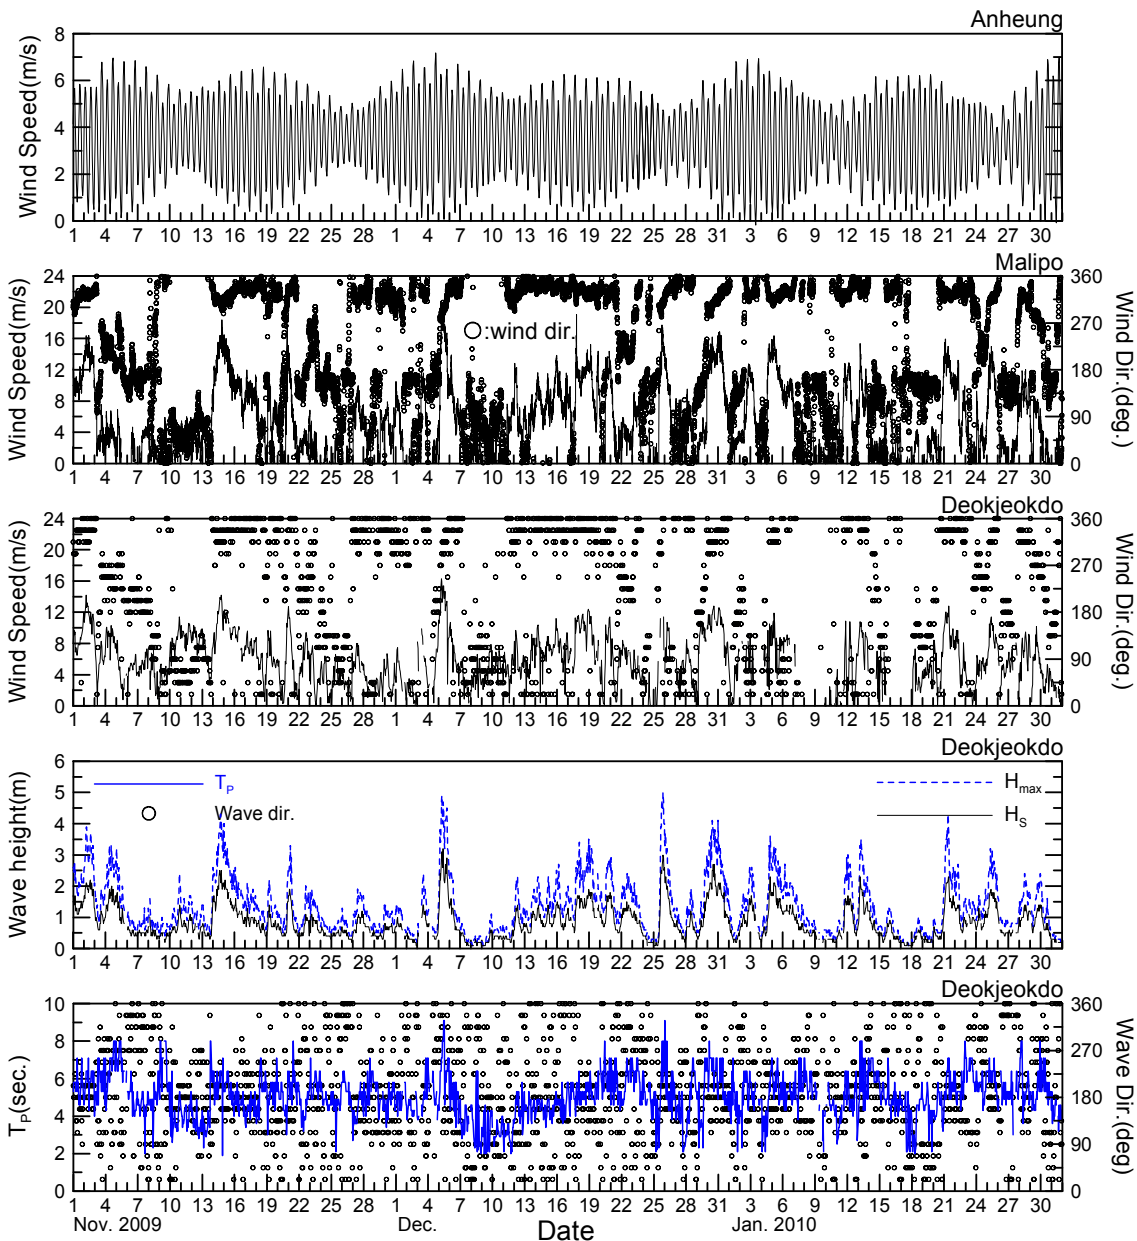 Anheung
Wind Speed(m/s)
8
6
4
2
0
1 4 7 10 13 16 19 22 25 28 1 4 7 10 13 16 19 22 25 28 31 3 6 9 12 15 18 21 24 27 30
Malipo
Wind Speed(m/s)
24
20
16
12
8
4
0
:wind dir.
360
270
180
90
0
Wind Dir.(deg.)
1 4 7 10 13 16 19 22 25 28 1 4 7 10 13 16 19 22 25 28 31 3 6 9 12 15 18 21 24 27 30
Deokjeokdo
Wind Speed(m/s)
24
20
16
12
8
4
0
360
270
180
90
0
Wind Dir.(deg.)
1 4 7 10 13 16 19 22 25 28 1 4 7 10 13 16 19 22 25 28 31 3 6 9 12 15 18 21 24 27 30
Deokjeokdo
Wave height(m)
6
5
4
3
2
1
0
TP
Wave dir.
Hmax
HS
1 4 7 10 13 16 19 22 25 28 1 4 7 10 13 16 19 22 25 28 31 3 6 9 12 15 18 21 24 27 30
Deokjeokdo
TP(sec.)
10
8
6
4
2
0
360
270
180
90
0
Wave Dir.(deg)
1 4 7 10 13 16 19 22 25 28 1 4 7 10 13 16 19 22 25 28 31 3 6 9 12 15 18 21 24 27 30
Nov. 2009 Dec. Jan. 2010
Date